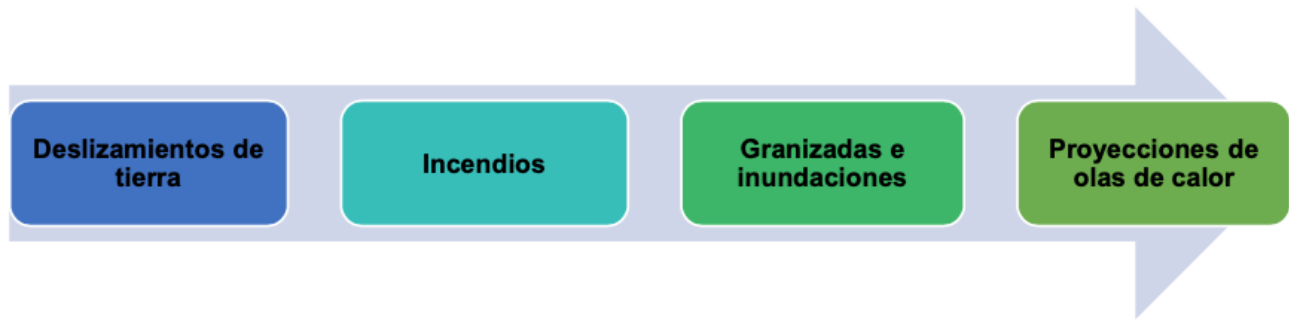 Deslizamientos de
tierra
Incendios
Granizadas e
inundaciones
Proyecciones de
olas de calor